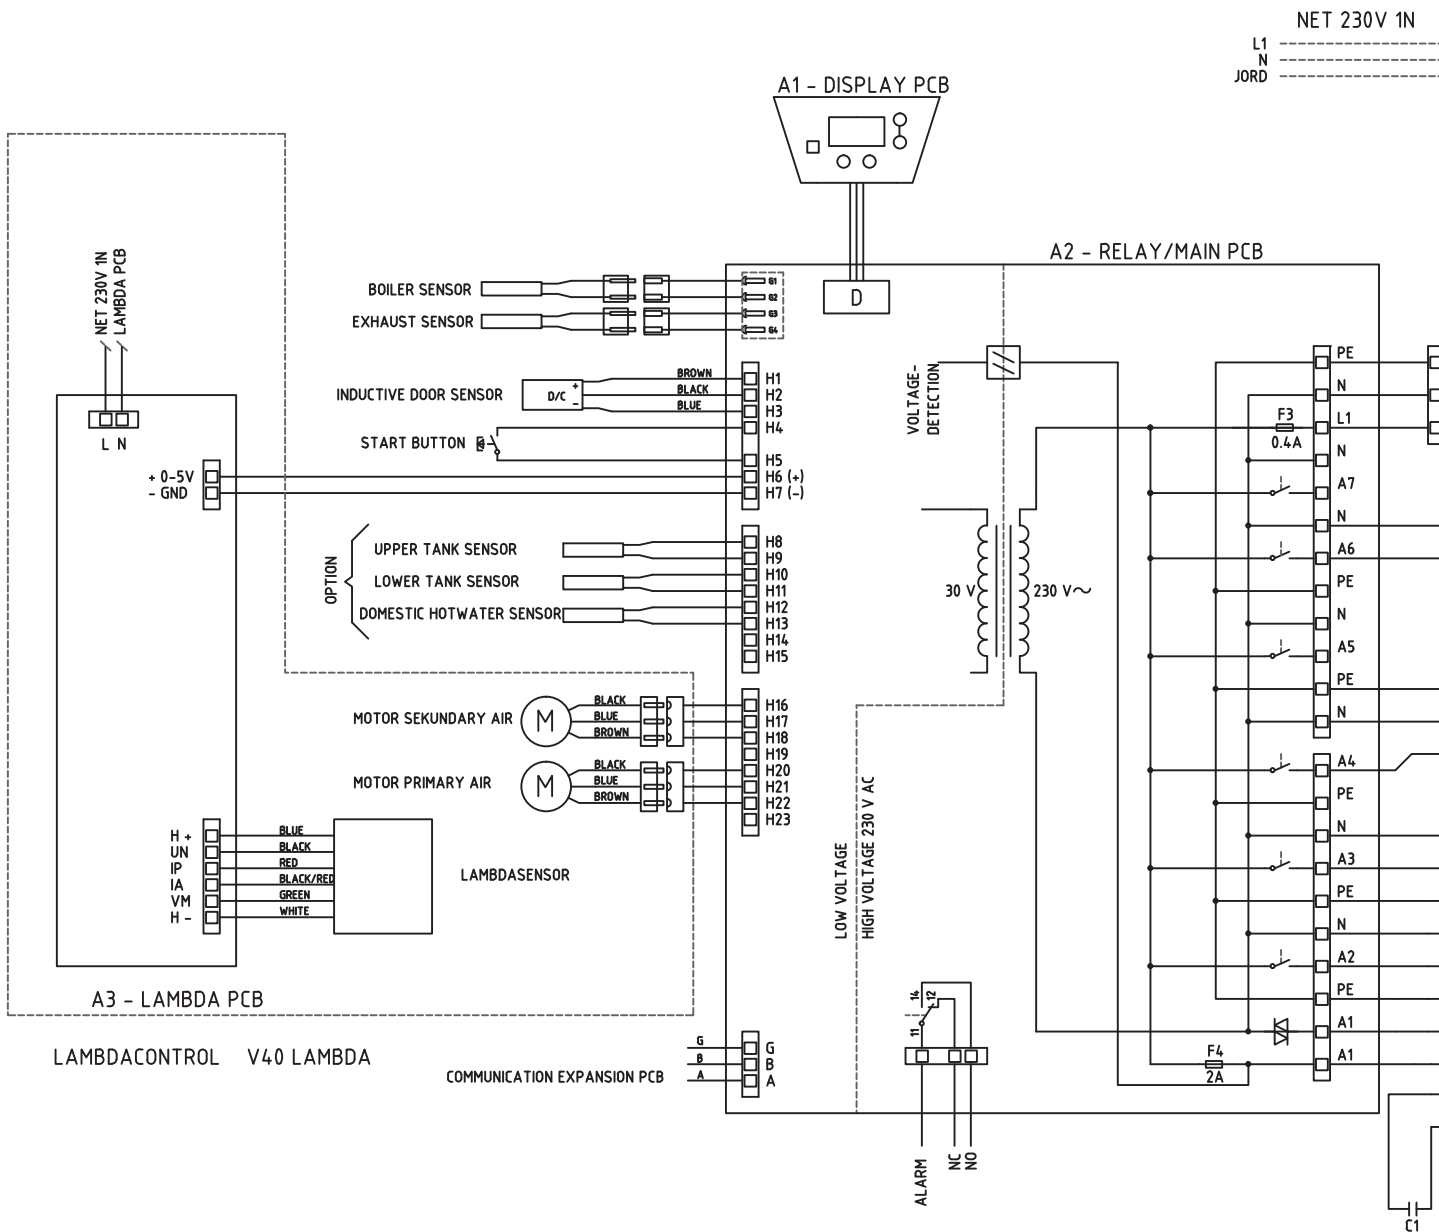 NET 230V 1N
L1
N
JORD
A1 - DISPLAY PCB
A2 - RELAY/MAIN PCB
D
NET 230V 1N
LAMBDA PCB
L N
+ 0-5V
- GND
BOILER SENSOR
EXHAUST SENSOR
G1
G2
G3
G4
INDUCTIVE DOOR SENSOR
D/C
+
-
BROWN
BLACK
BLUE
START BUTTON
E
H1
H2
H3
H4
H5
H6 (+)
H7 (-)
OPTION
UPPER TANK SENSOR
LOWER TANK SENSOR
DOMESTIC HOTWATER SENSOR
H8
H9
H10
H11
H12
H13
H14
H15
MOTOR SEKUNDARY AIR
M
BLACK
BLUE
BROWN
MOTOR PRIMARY AIR
M
BLACK
BLUE
BROWN
H16
H17
H18
H19
H20
H21
H22
H23
H +
UN
IP
IA
VM
H -
BLUE
BLACK
RED
BLACK/RED
GREEN
WHITE
LAMBDASENSOR
A3 - LAMBDA PCB
LAMBDACONTROL V40 LAMBDA
COMMUNICATION EXPANSION PCB
G
B
A
G
B
A
VOLTAGE-
DETECTION
30 V
230 V~
LOW VOLTAGE
HIGH VOLTAGE 230 V AC
14
12
11
ALARM
NC
NO
F3
0.4A
F4
2A
PE
N
L1
N
A7
N
A6
PE
N
A5
PE
N
A4
PE
N
A3
PE
N
A2
PE
A1
A1
C1